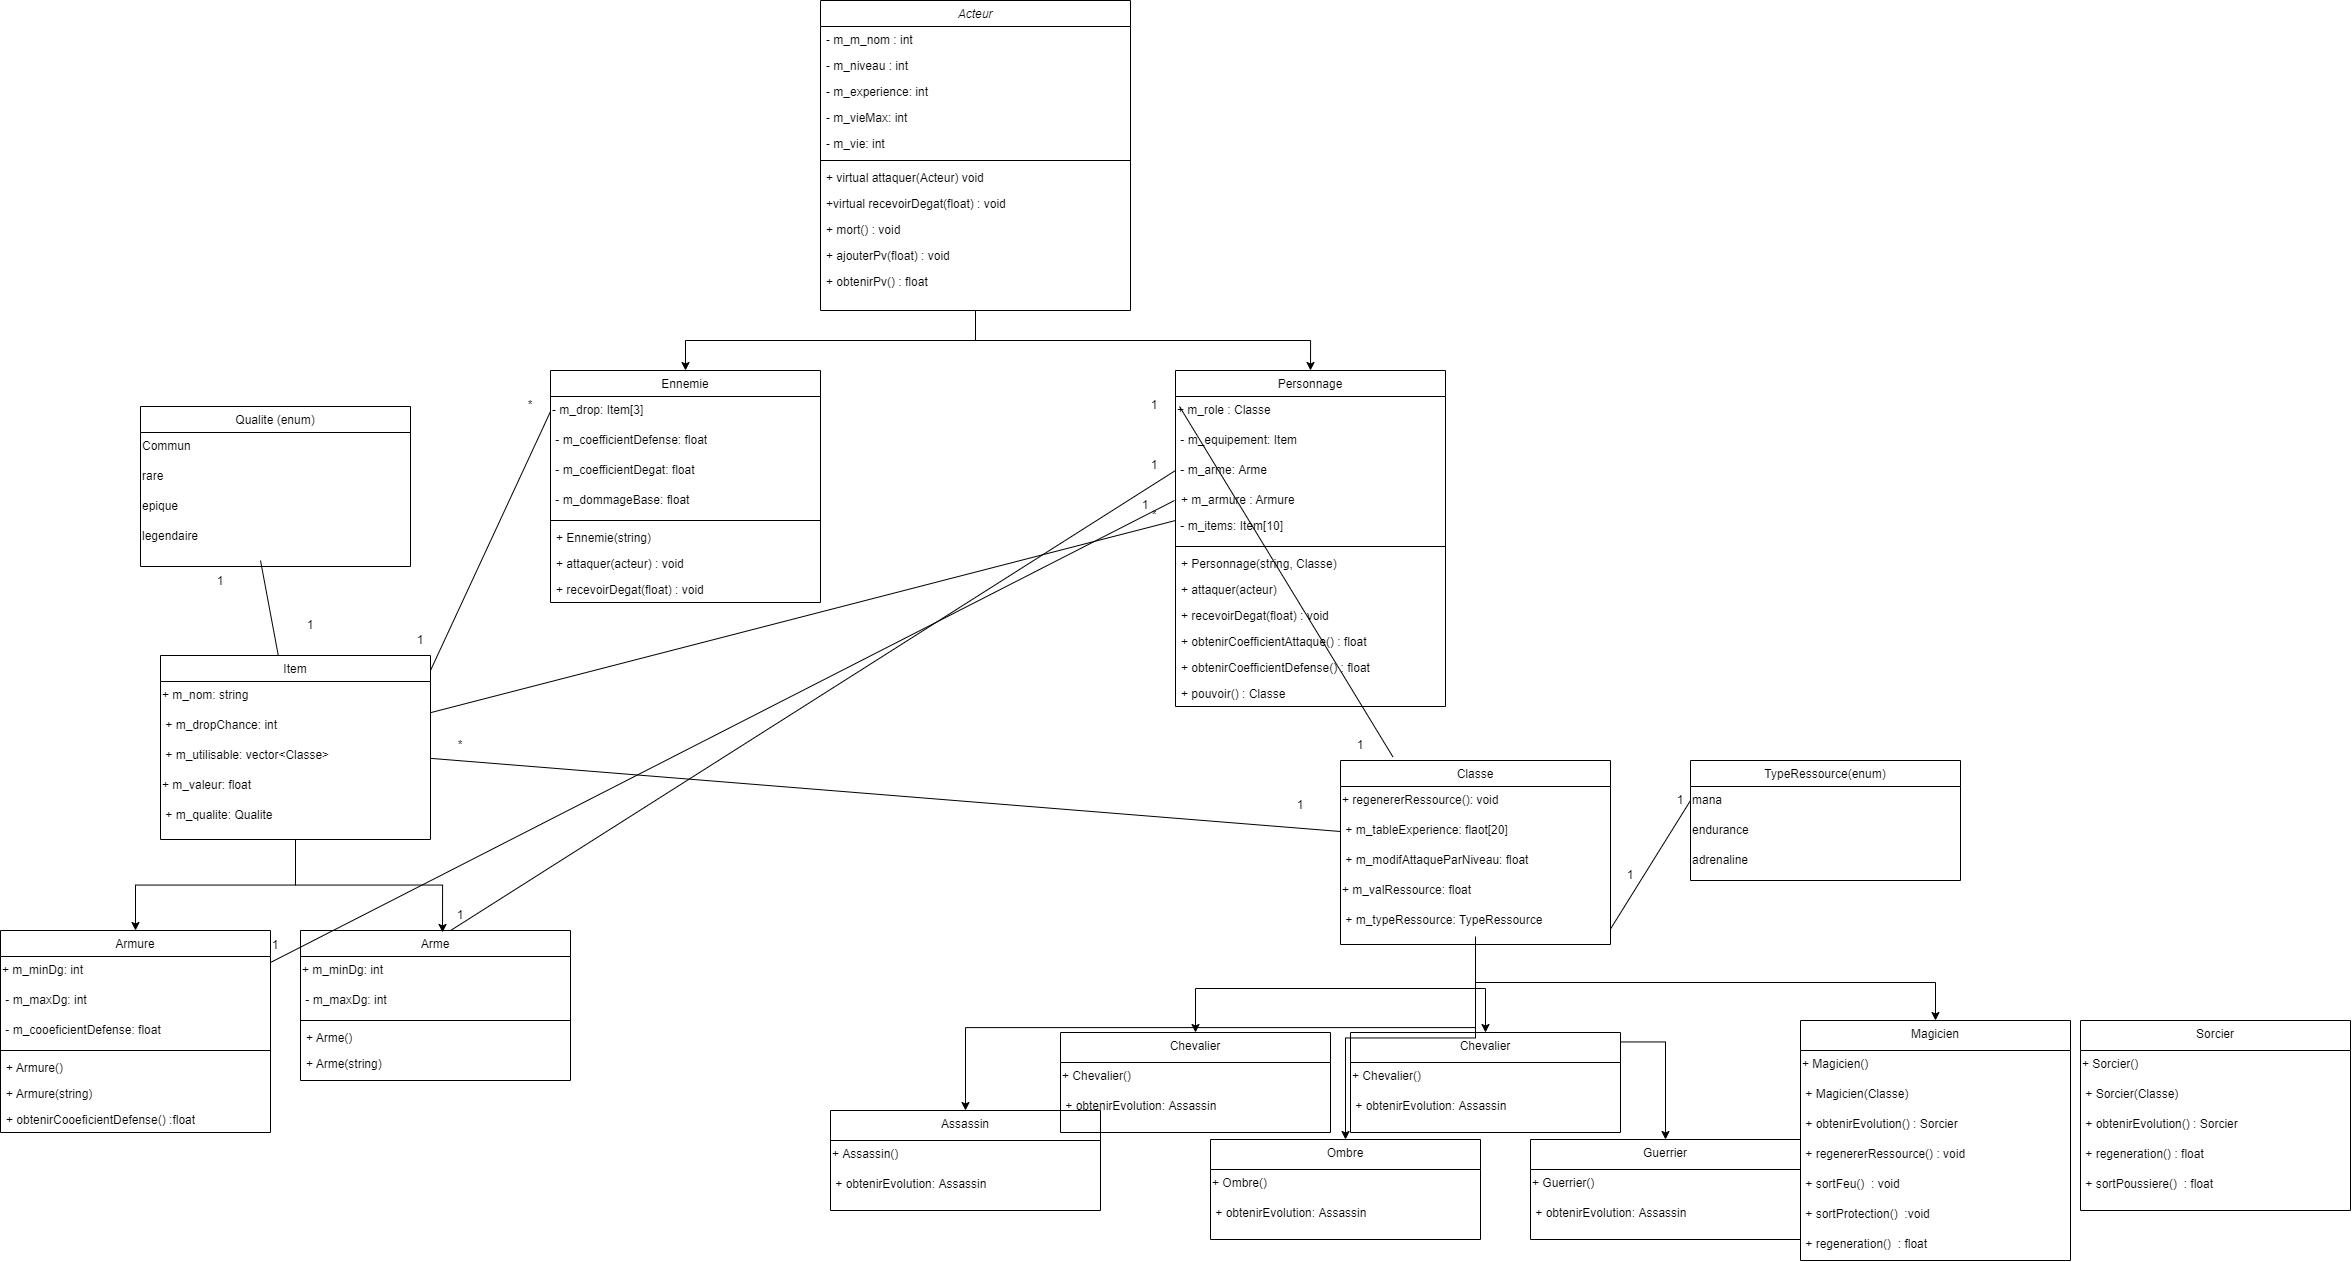 Acteur
- m_m_nom : int
- m_niveau : int
- m_experience: int
- m_vieMax: int
- m_vie: int
+ virtual attaquer(Acteur) void
+virtual recevoirDegat(float) : void
+ mort() : void
+ ajouterPv(float) : void
+ obtenirPv() : float
Ennemie
- m_drop: Item[3]
- m_coefficientDefense: float
- m_coefficientDegat: float
- m_dommageBase: float
+ Ennemie(string)
+ attaquer(acteur) : void
+ recevoirDegat(float) : void
*
1
Personnage
+ m_role : Classe
- m_equipement: Item
- m_arme: Arme
+ m_armure : Armure
- m_items: Item[10]
+ Personnage(string, Classe)
+ attaquer(acteur)
+ recevoirDegat(float) : void
+ obtenirCoefficientAttaque() : float
+ obtenirCoefficientDefense() : float
+ pouvoir() : Classe
1
1
1
*
1
Qualite (enum)
Commun
rare
epique
legendaire
1
1
Item
+ m_nom: string
+ m_dropChance: int
+ m_utilisable: vector<Classe>
+ m_valeur: float
+ m_qualite: Qualite
*
1
Classe
+ regenererRessource(): void
+ m_tableExperience: flaot[20]
+ m_modifAttaqueParNiveau: float
+ m_valRessource: float
+ m_typeRessource: TypeRessource
TypeRessource(enum)
mana
endurance
adrenaline
1
1
Armure
+ m_minDg: int
- m_maxDg: int
- m_cooeficientDefense: float
+ Armure()
+ Armure(string)
+ obtenirCooeficientDefense() :float
1
Arme
+ m_minDg: int
- m_maxDg: int
+ Arme()
+ Arme(string)
1
Chevalier
+ Chevalier()
+ obtenirEvolution: Assassin
Chevalier
+ Chevalier()
+ obtenirEvolution: Assassin
Assassin
+ Assassin()
+ obtenirEvolution: Assassin
Ombre
+ Ombre()
+ obtenirEvolution: Assassin
Guerrier
+ Guerrier()
+ obtenirEvolution: Assassin
Magicien
+ Magicien()
+ Magicien(Classe)
+ obtenirEvolution() : Sorcier
+ regenererRessource() : void
+ sortFeu() : void
+ sortProtection() :void
+ regeneration() : float
Sorcier
+ Sorcier()
+ Sorcier(Classe)
+ obtenirEvolution() : Sorcier
+ regeneration() : float
+ sortPoussiere() : float